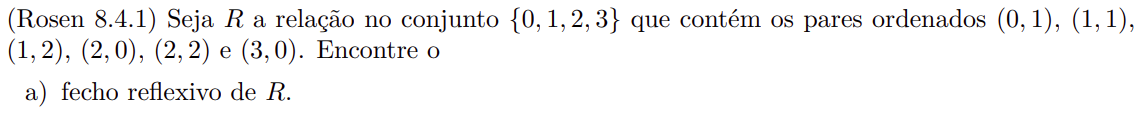 (Rosen 8.4.1) Seja R a relação no conjunto {0, 1, 2, 3} que contém os pares ordenados (0, 1), (1, 1),
(1, 2), (2, 0), (2, 2) e (3, 0). Encontre o
a) fecho reflexivo de R.